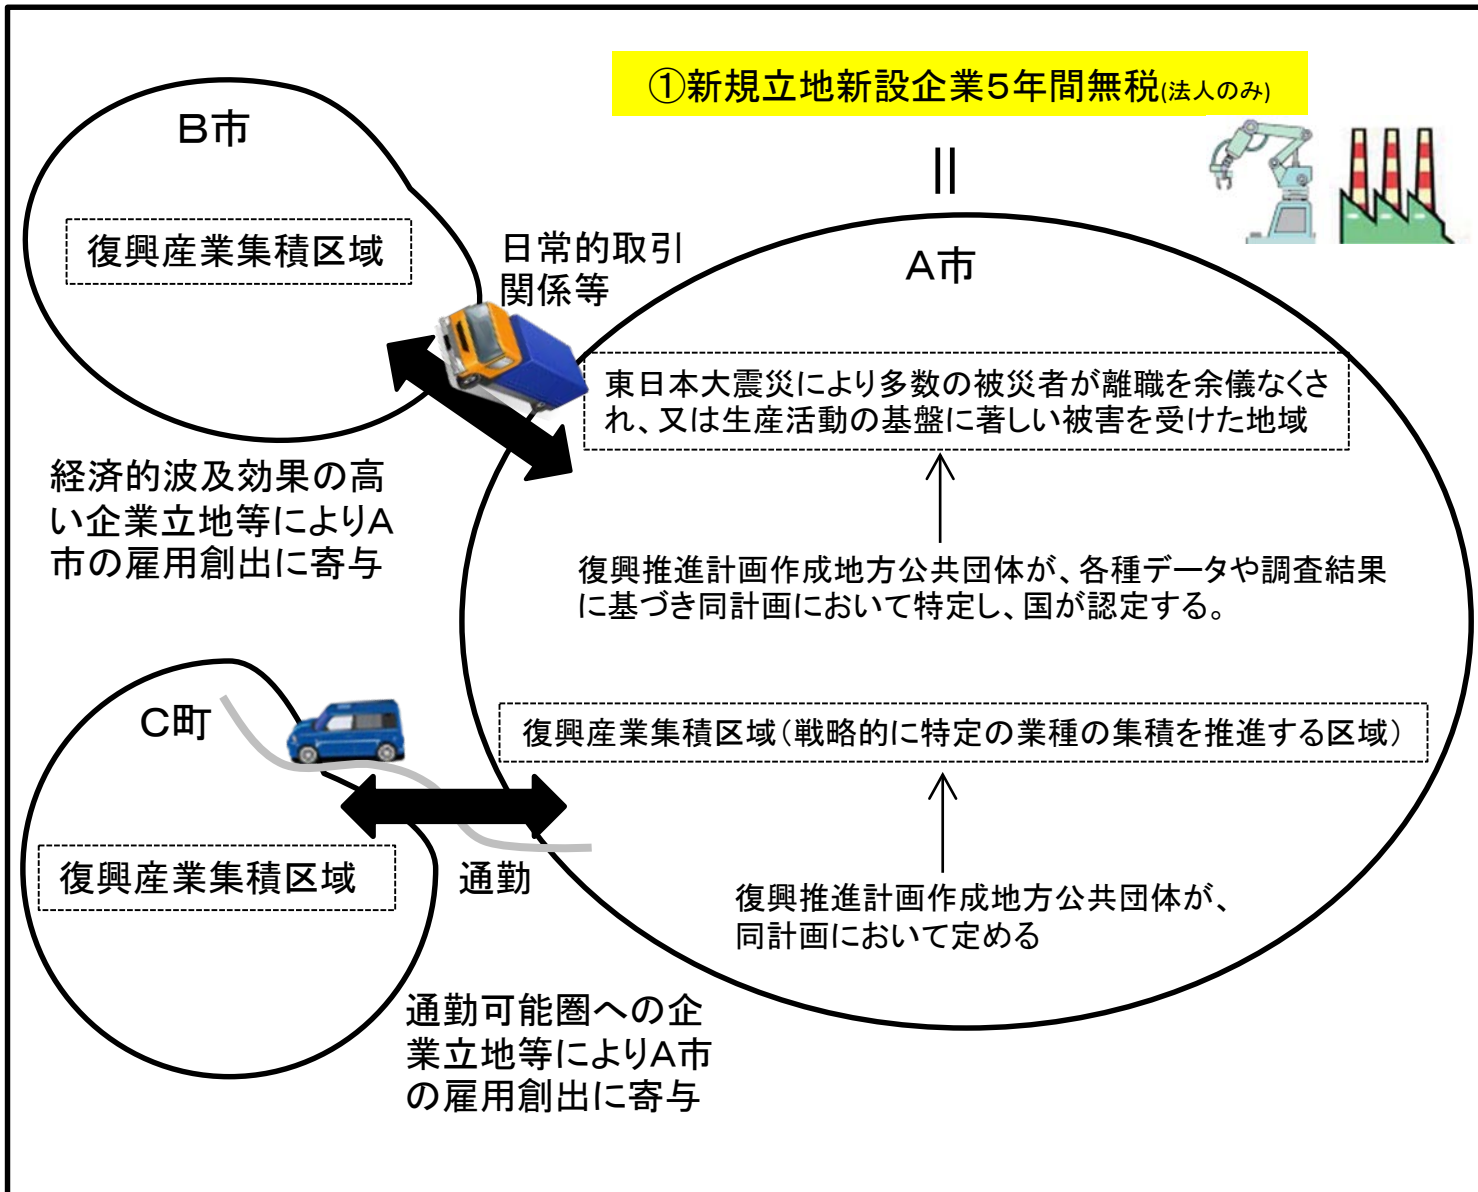 ①新規立地新設企業５年間無税(法人のみ)
||
B市
復興産業集積区域
日常的取引
関係等
A市
東日本大震災により多数の被災者が離職を余儀なくさ
れ、又は生産活動の基盤に著しい被害を受けた地域
経済的波及効果の高
い企業立地等によりA
市の雇用創出に寄与
復興推進計画作成地方公共団体が、各種データや調査結果
に基づき同計画において特定し、国が認定する。
C町
復興産業集積区域（戦略的に特定の業種の集積を推進する区域）
復興産業集積区域
通勤
復興推進計画作成地方公共団体が、
同計画において定める
通勤可能圏への企
業立地等によりA市
の雇用創出に寄与